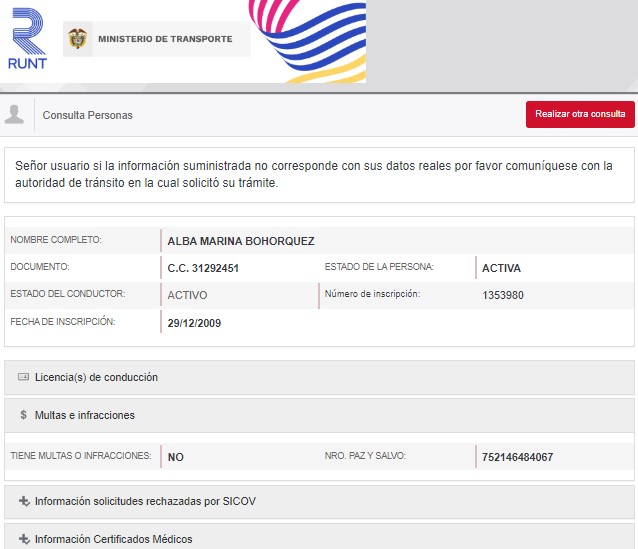 RUNT
MINISTERIO DE TRANSPORTE
Consulta Personas
Realizar otra consulta
Señor usuario si la información suministrada no corresponde con sus datos reales por favor comuníquese con la
autoridad de tránsito en la cual solicitó su trámite.
NOMBRE COMPLETO: ALBA MARINA BOHORQUEZ
DOCUMENTO: C.C. 31292451 ESTADO DE LA PERSONA: ACTIVA
ESTADO DEL CONDUCTOR: ACTIVO Número de inscripción: 1353980
FECHA DE INSCRIPCIÓN: 29/12/2009
Licencia(s) de conducción
$ Multas e infracciones
TIENE MULTAS O INFRACCIONES: NO NRO. PAZ Y SALVO: 752146484067
Información solicitudes rechazadas por SICOV
Información Certificados Médicos